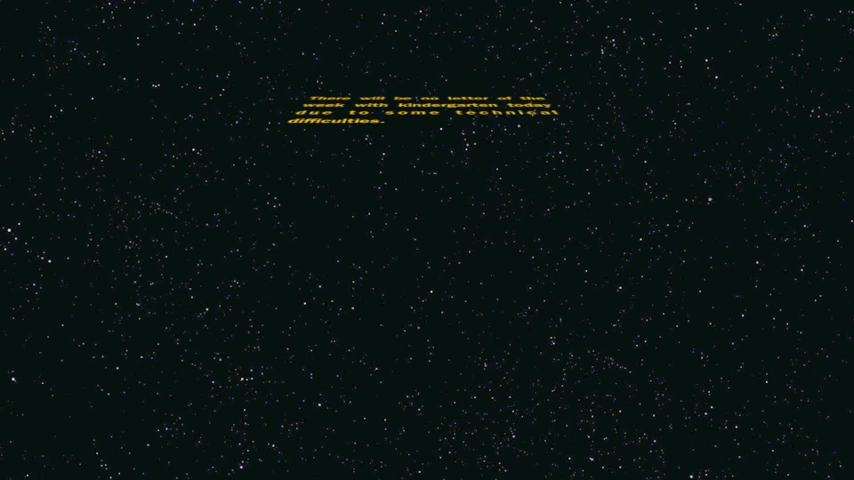 There will be no letter of the
week with kindergarten today
due to some technical
difficulties.